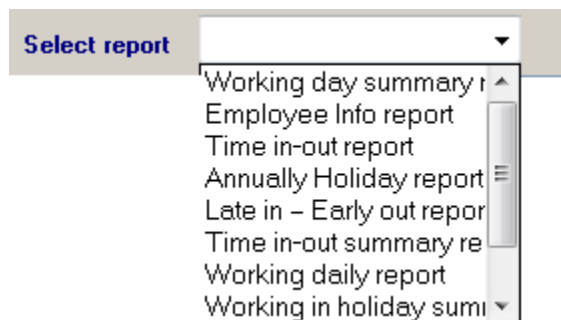 Select report
Working day summary r
Employee Info report
Time in-out report
Annually Holiday report
Late in – Early out repor
Time in-out summary re
Working daily report
Working in holiday sum